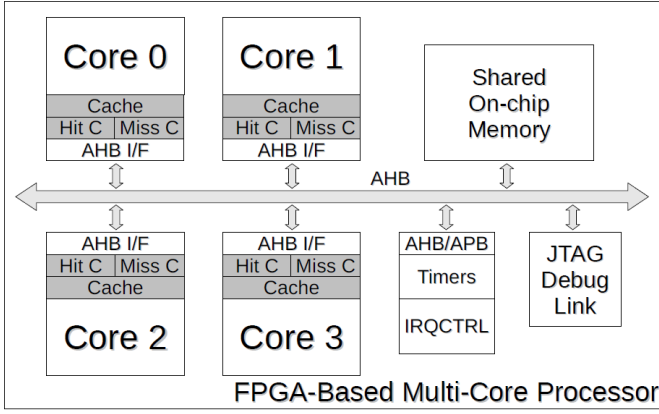 Core 0
Cache
Hit C Miss C
AHB I/F
Core 1
Cache
Hit C Miss C
AHB I/F
Shared
On-chip
Memory
AHB
AHB I/F
Hit C Miss C
Cache
Core 2
AHB I/F
Hit C Miss C
Cache
Core 3
AHB/APB
Timers
IRQCTRL
JTAG
Debug
Link
FPGA-Based Multi-Core Processor